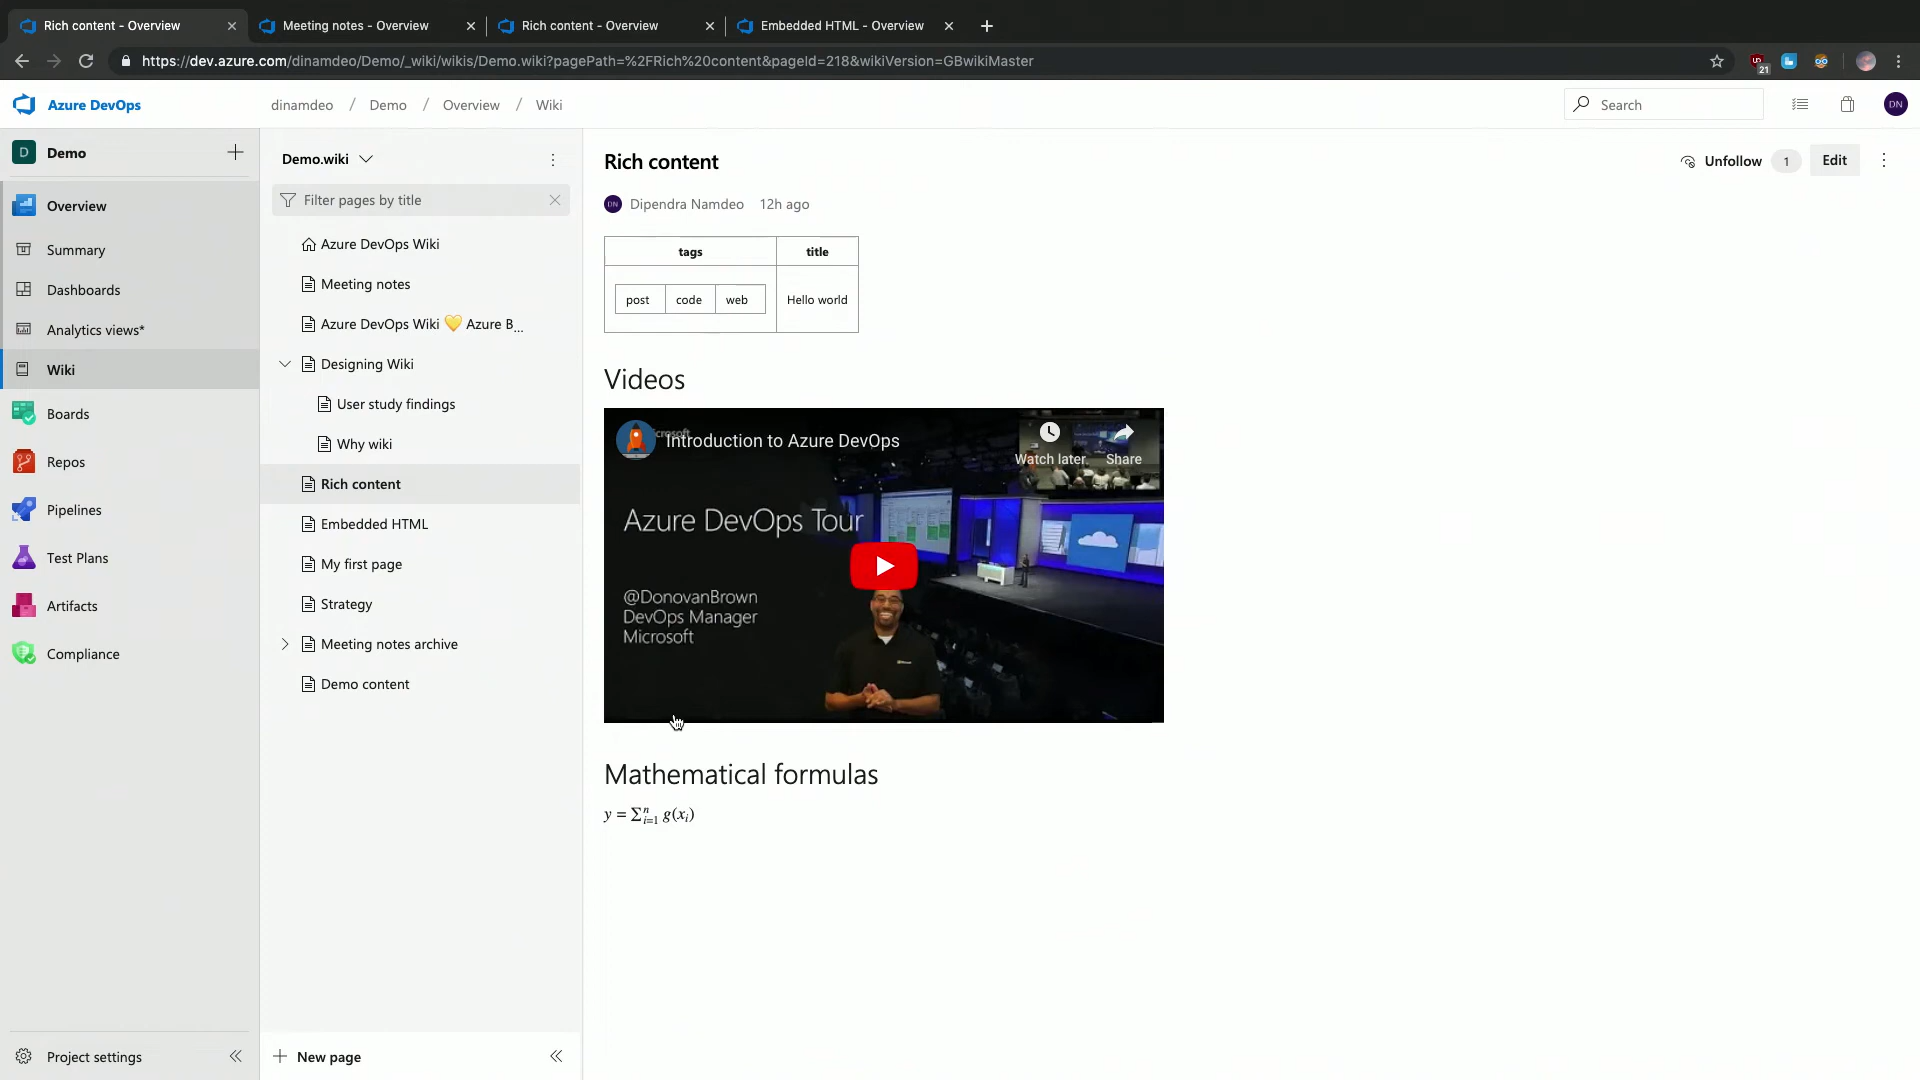 Rich content - Overview
Meeting notes - Overview
Rich content - Overview
Embedded HTML - Overview
https://dev.azure.com/dinamdeo/Demo/_wiki/wikis/Demo.wiki?pagePath=%2FRich%20content&pageId=218&wikiVersion=GBwikiMaster
21
Azure DevOps
dinamdeo / Demo / Overview / Wiki
Search
DN
D Demo
Overview
Summary
Dashboards
Analytics views*
Wiki
Boards
Repos
Pipelines
Test Plans
Artifacts
Compliance
Project settings
Demo.wiki
Filter pages by title
Azure DevOps Wiki
Meeting notes
Azure DevOps Wiki 💛 Azure B...
Designing Wiki
User study findings
Why wiki
Rich content
Embedded HTML
My first page
Strategy
Meeting notes archive
Demo content
New page
Rich content
Unfollow 1 Edit
DN Dipendra Namdeo 12h ago
tags title
post code web Hello world
Videos
Introduction to Azure DevOps
Watch later Share
Azure DevOps Tour
@DonovanBrown
DevOps Manager
Microsoft
Mathematical formulas
y = ∑ⁿᵢ₌₁ g(xᵢ)